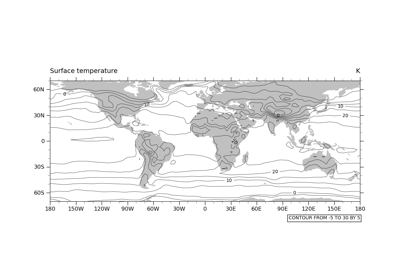 Surface temperature K
0 10 10
60N
30N 20
0
30S 20
10
60S 0
180 150W 120W 90W 60W 30W 0 30E 60E 90E 120E 150E 180
CONTOUR FROM -5 TO 30 BY 5